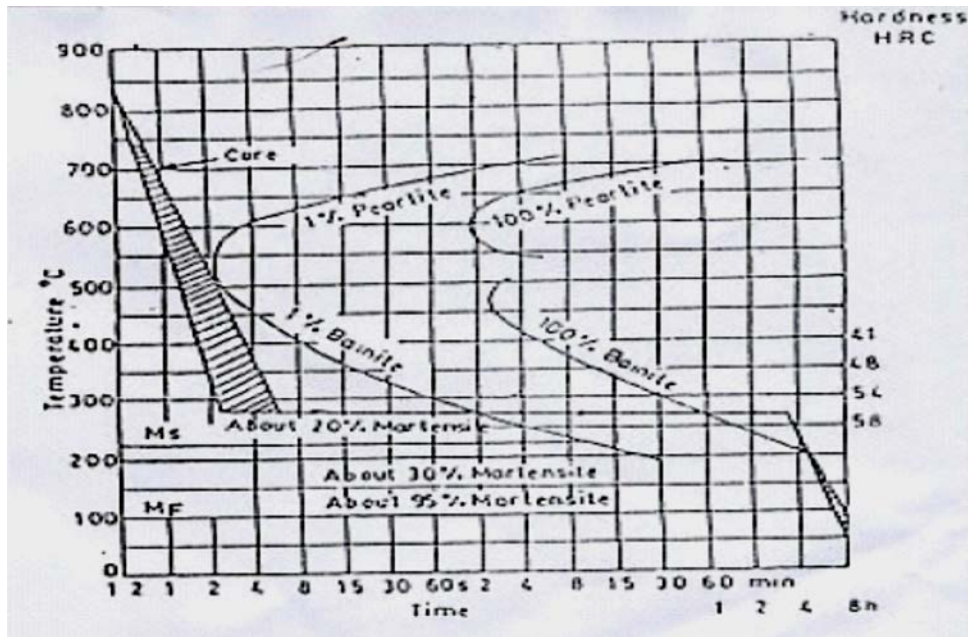 Hardness
HRC
900
800
Core
700
1% Pearlite
100% Pearlite
600
500
Temperature °C
1% Bainite
100% Bainite
41
400
48
54
300
58
Ms
About 20% Martensite
200
About 30% Martensite
About 95% Martensite
MF
100
0
1 2 3 2 4 8 15 30 60s 2 4 8 15 30 60 min
Time
1 2 4 8h